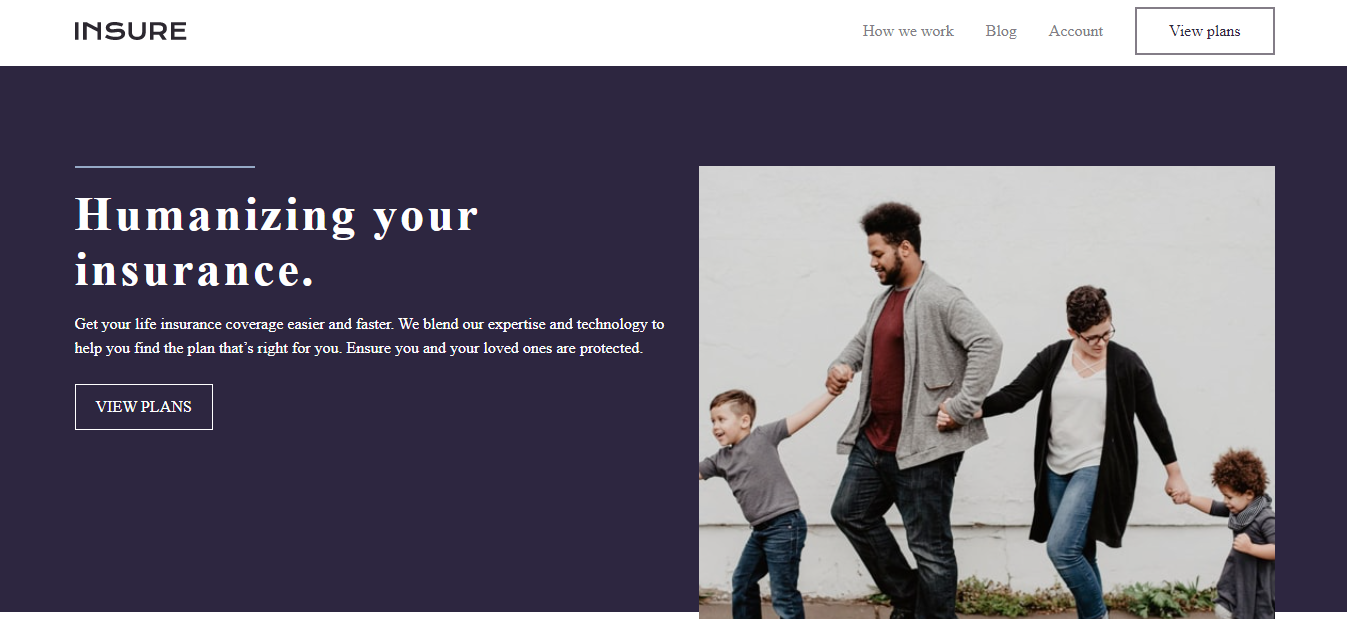 INSURE
How we work
Blog
Account
View plans
Humanizing your
insurance.
Get your life insurance coverage easier and faster. We blend our expertise and technology to
help you find the plan that’s right for you. Ensure you and your loved ones are protected.
VIEW PLANS